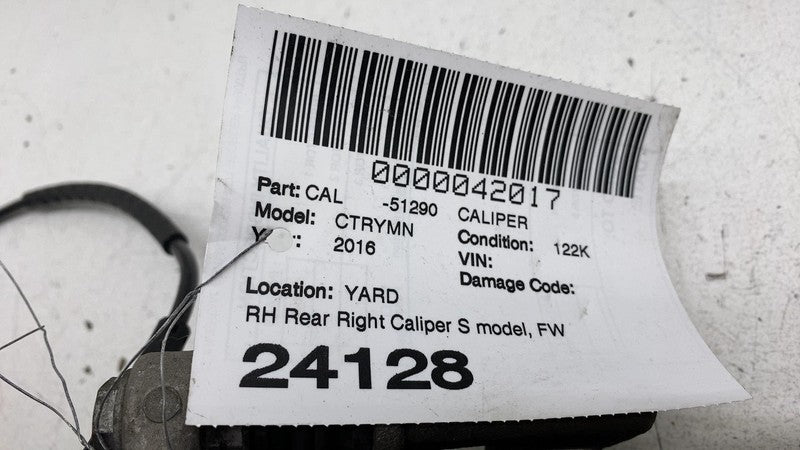 0000042017
Part: CAL -51290 CALIPER
Model: CTRYMN Condition: 122K
2016 VIN:
Damage Code:
Location: YARD
RH Rear Right Caliper S model, FW
24128